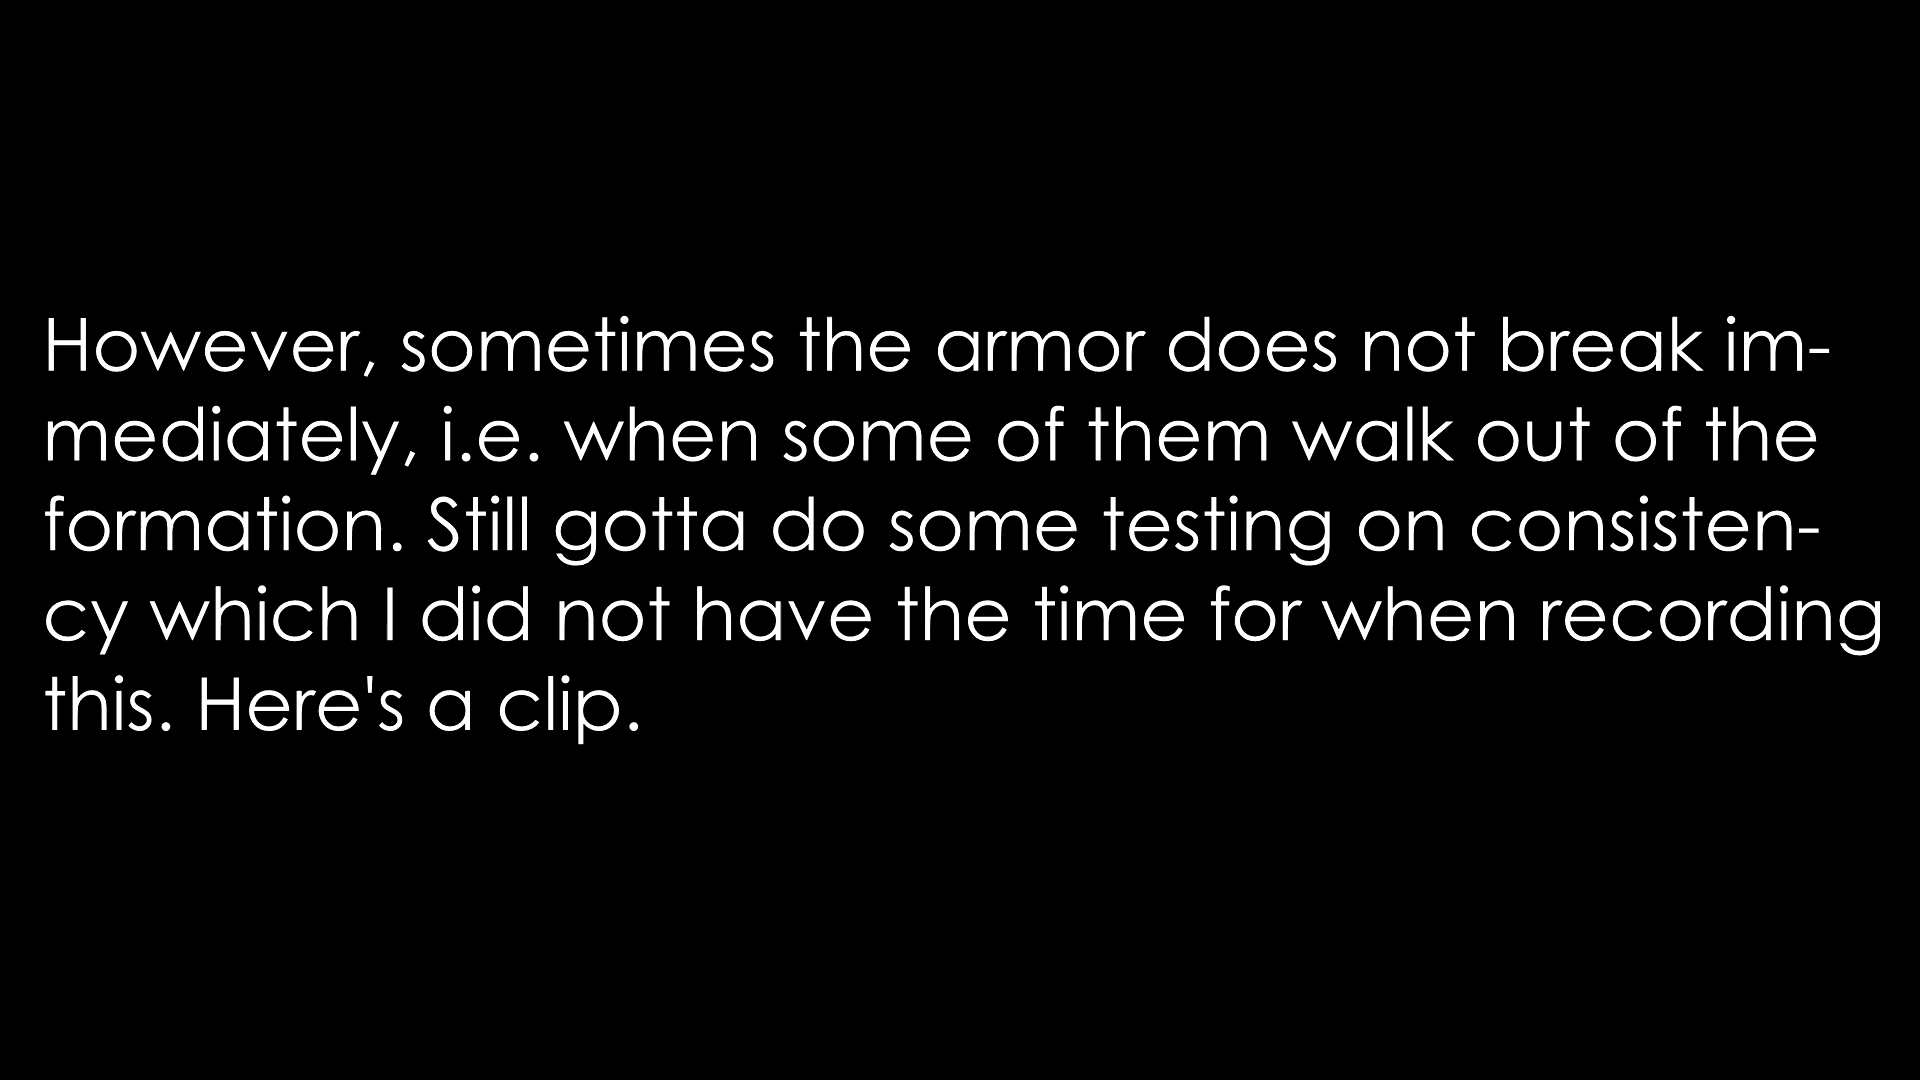 However, sometimes the armor does not break im-
mediately, i.e. when some of them walk out of the
formation. Still gotta do some testing on consisten-
cy which I did not have the time for when recording
this. Here's a clip.